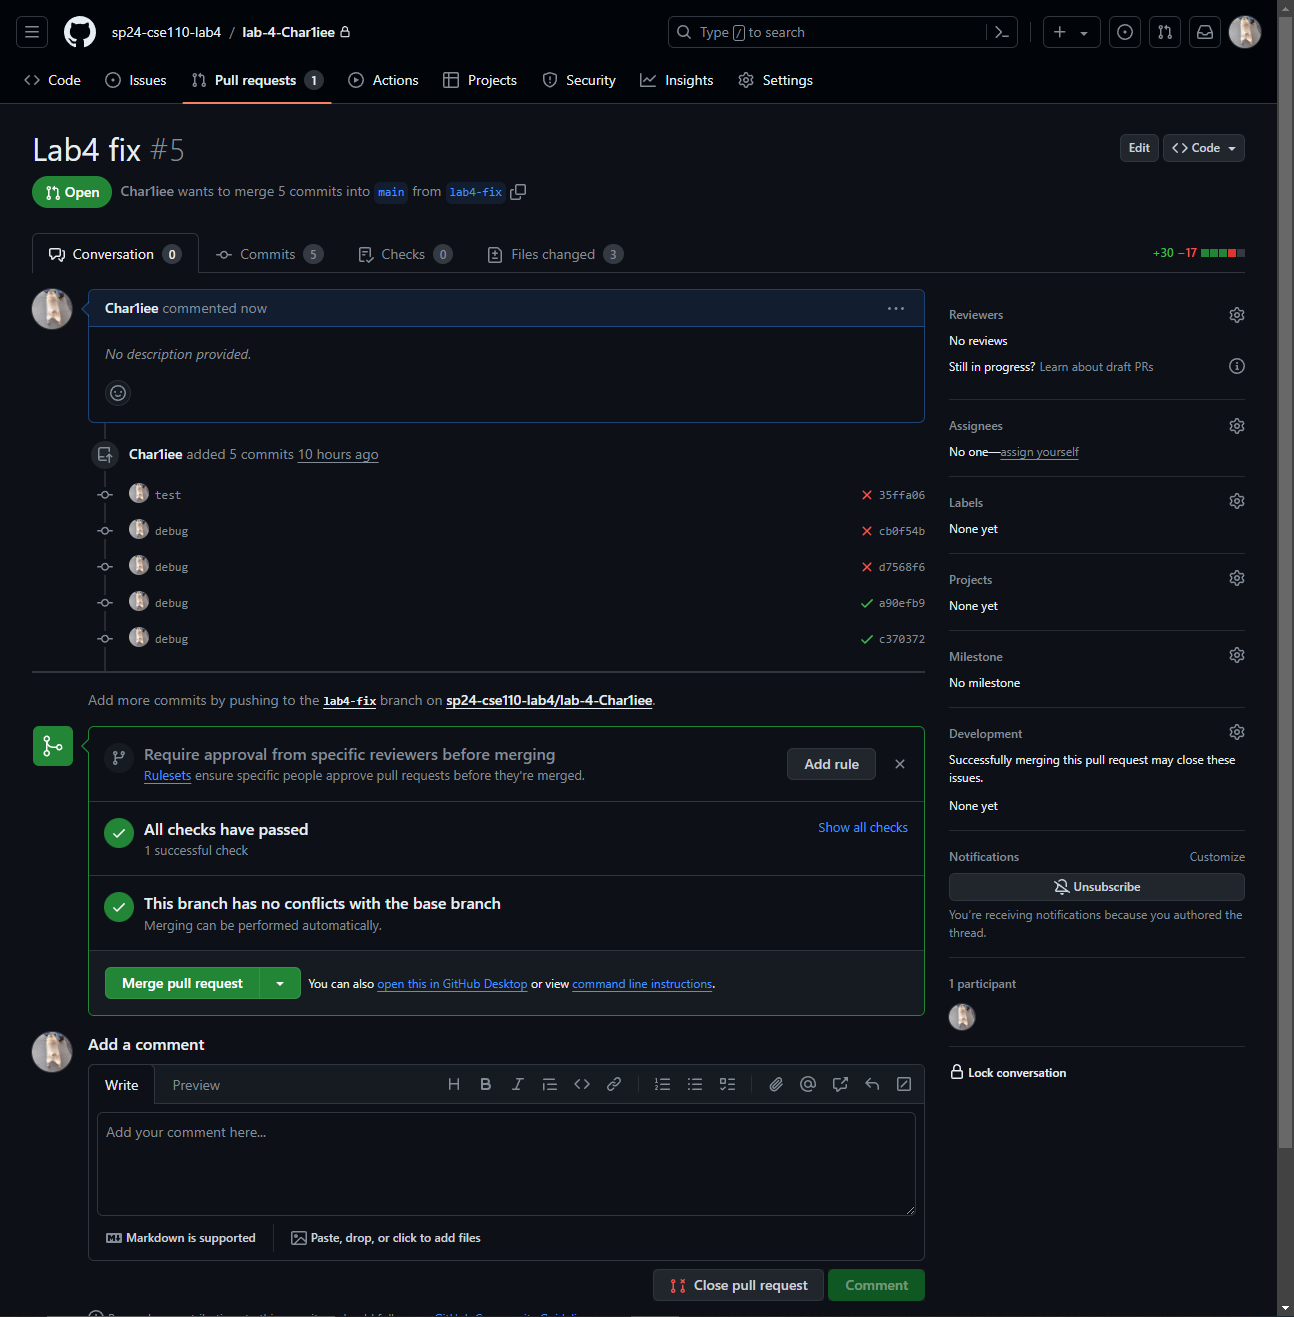 sp24-cse110-lab4 / lab-4-Char1iee
Type / to search
Code
Issues
Pull requests 1
Actions
Projects
Security
Insights
Settings
Lab4 fix #5
Edit
Code
Open
Char1iee wants to merge 5 commits into main from lab4-fix
Conversation 0
Commits 5
Checks 0
Files changed 3
+30 −17
Char1iee commented now
No description provided.
Char1iee added 5 commits 10 hours ago
test 35ffa06
debug cb0f54b
debug d7568f6
debug a90efb9
debug c370372
Add more commits by pushing to the lab4-fix branch on sp24-cse110-lab4/lab-4-Char1iee.
Require approval from specific reviewers before merging
Rulesets ensure specific people approve pull requests before they're merged.
Add rule
All checks have passed
1 successful check
Show all checks
This branch has no conflicts with the base branch
Merging can be performed automatically.
Merge pull request
You can also open this in GitHub Desktop or view command line instructions.
Add a comment
Write
Preview
Add your comment here...
Markdown is supported
Paste, drop, or click to add files
Close pull request
Comment
Reviewers
No reviews
Still in progress? Learn about draft PRs
Assignees
No one—assign yourself
Labels
None yet
Projects
None yet
Milestone
No milestone
Development
Successfully merging this pull request may close these
issues.
None yet
Notifications
Customize
Unsubscribe
You're receiving notifications because you authored the
thread.
1 participant
Lock conversation